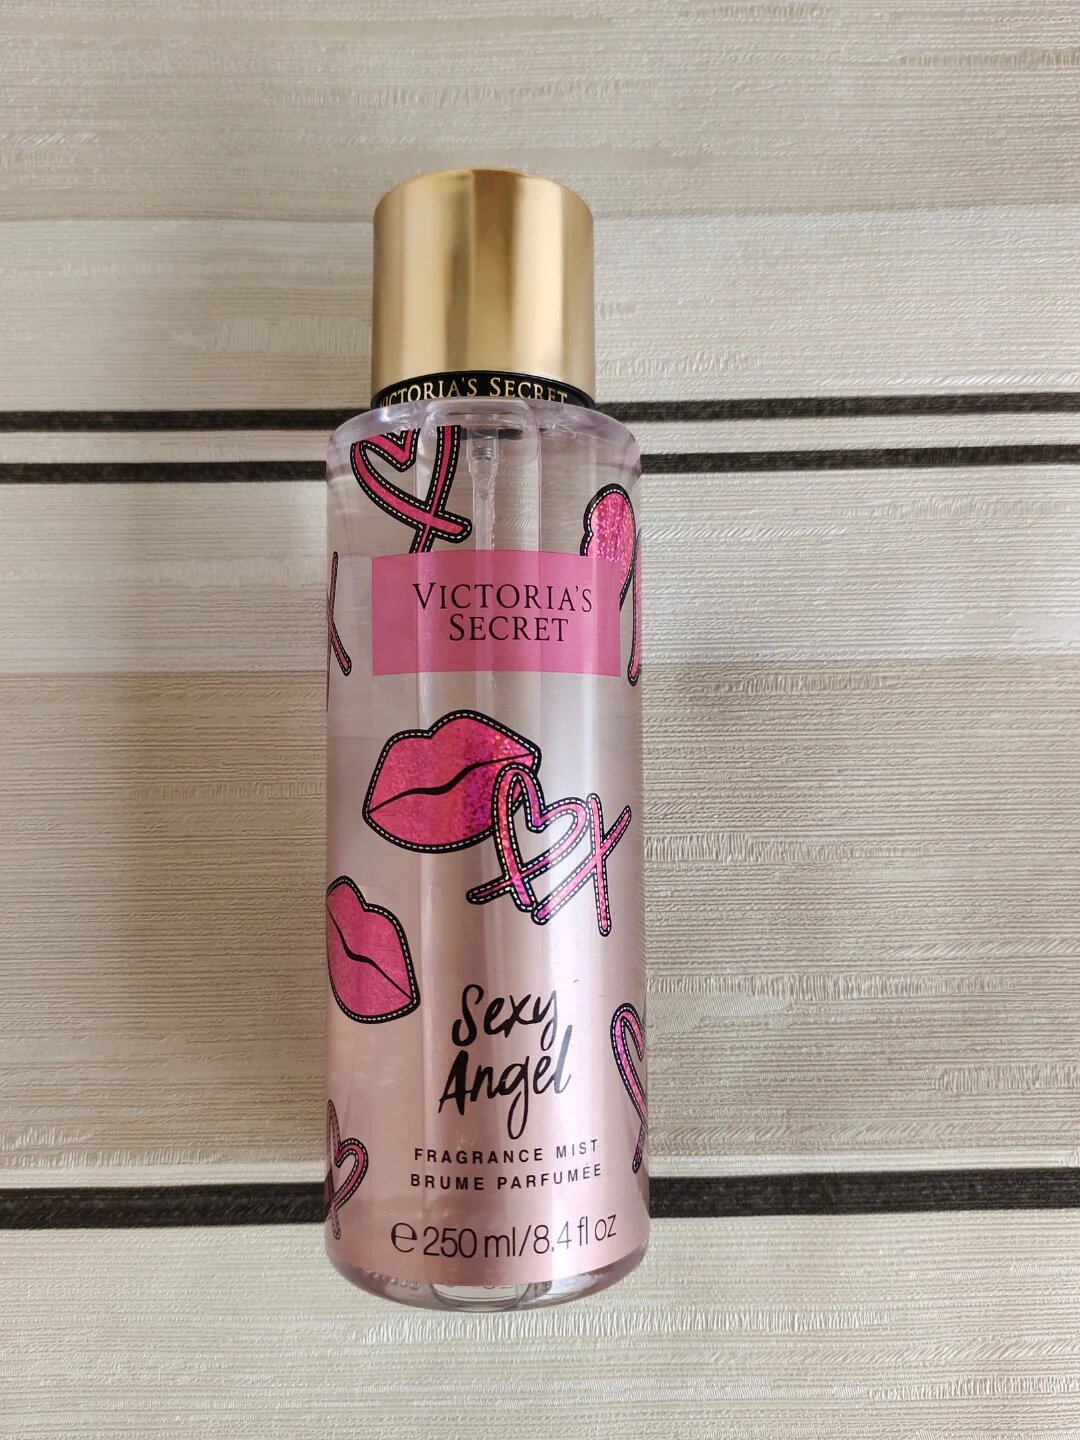 VICTORIA'S SECRET
VICTORIA'S
SECRET
Sexy
Angel
FRAGRANCE MIST
BRUME PARFUMÉE
℮ 250 ml/8.4 fl oz